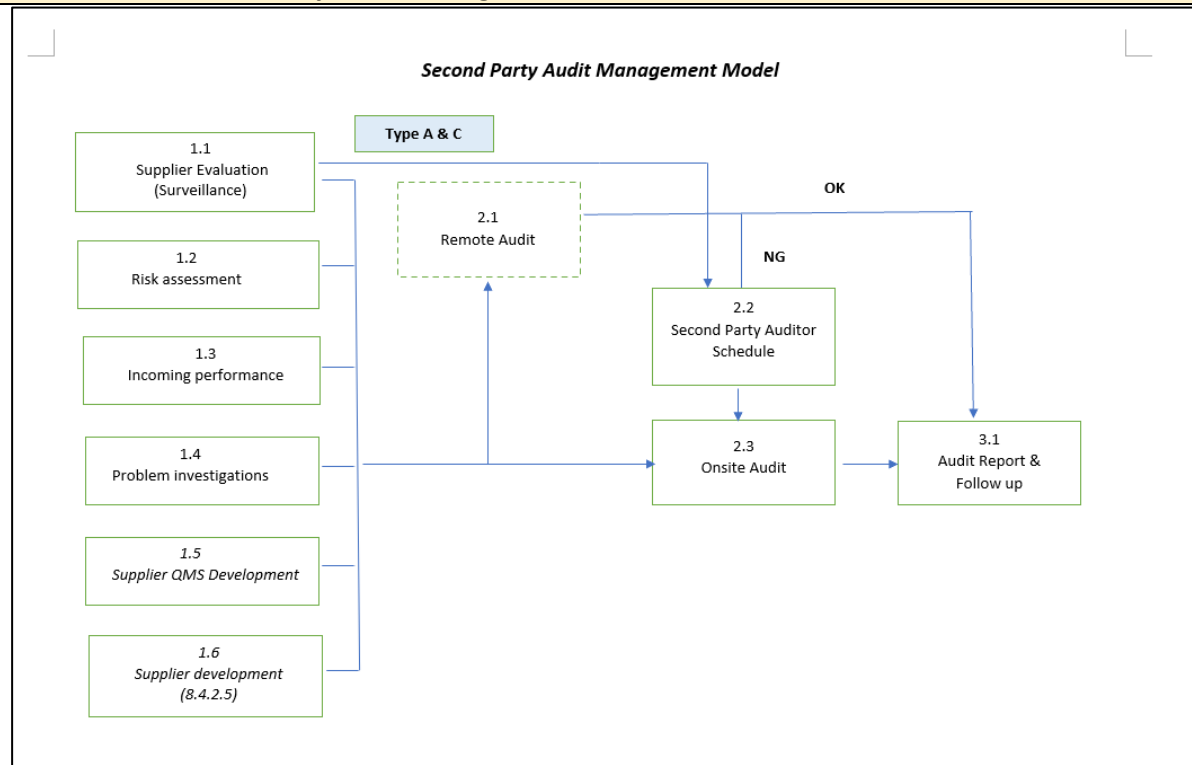 Second Party Audit Management Model
Type A & C
1.1
Supplier Evaluation
(Surveillance)
OK
2.1
Remote Audit
1.2
Risk assessment
NG
2.2
Second Party Auditor
Schedule
1.3
Incoming performance
1.4
Problem investigations
2.3
Onsite Audit
3.1
Audit Report &
Follow up
1.5
Supplier QMS Development
1.6
Supplier development
(8.4.2.5)